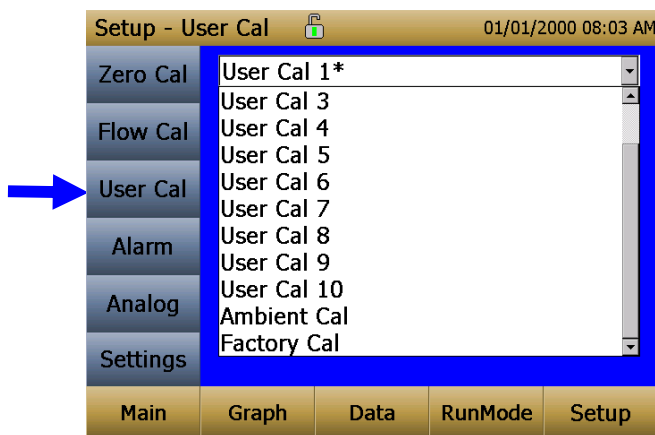 Setup - User Cal 01/01/2000 08:03 AM
Zero Cal
Flow Cal
User Cal
Alarm
Analog
Settings
User Cal 1*
User Cal 3
User Cal 4
User Cal 5
User Cal 6
User Cal 7
User Cal 8
User Cal 9
User Cal 10
Ambient Cal
Factory Cal
Main Graph Data RunMode Setup